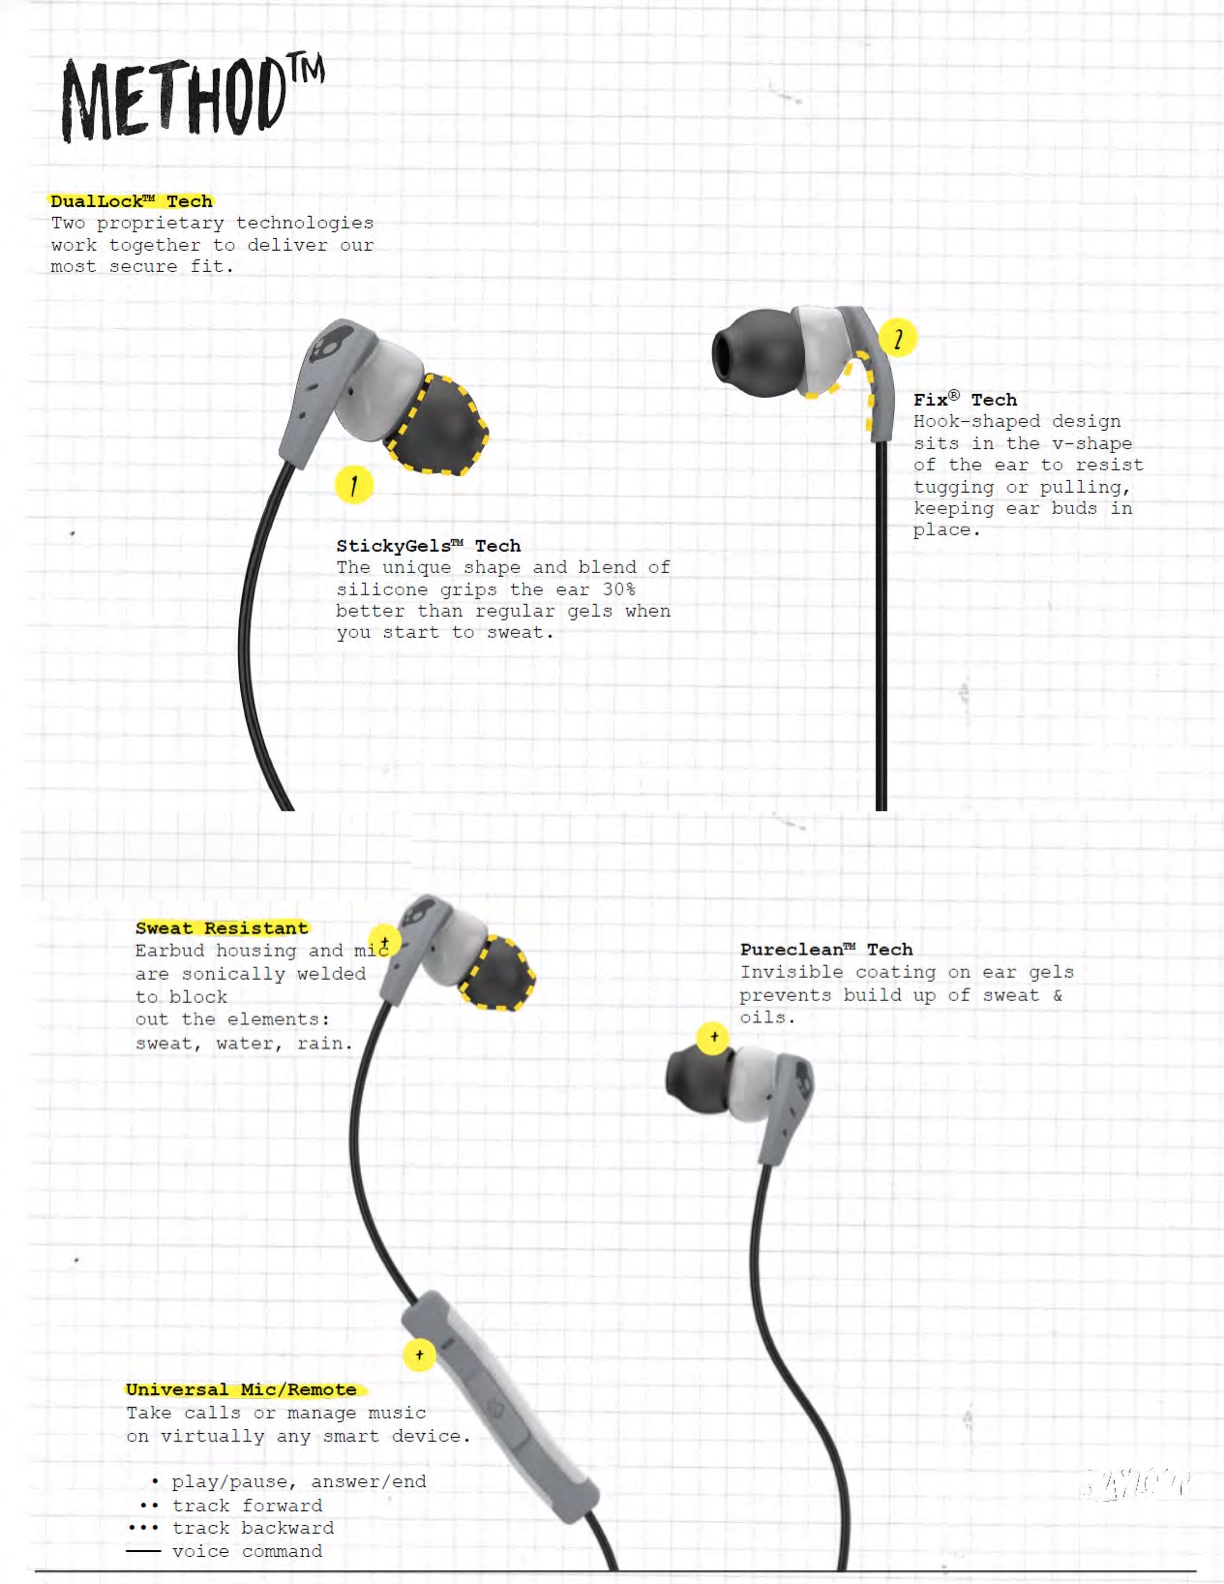 METHOD™
DualLock™ Tech
Two proprietary technologies
work together to deliver our
most secure fit.
1
StickyGels™ Tech
The unique shape and blend of
silicone grips the ear 30%
better than regular gels when
you start to sweat.
2
Fix® Tech
Hook-shaped design
sits in the v-shape
of the ear to resist
tugging or pulling,
keeping ear buds in
place.
Sweat Resistant
Earbud housing and mic
are sonically welded
to block
out the elements:
sweat, water, rain.
+
Pureclean™ Tech
Invisible coating on ear gels
prevents build up of sweat &
oils.
+
+
Universal Mic/Remote
Take calls or manage music
on virtually any smart device.
• play/pause, answer/end
•• track forward
••• track backward
— voice command